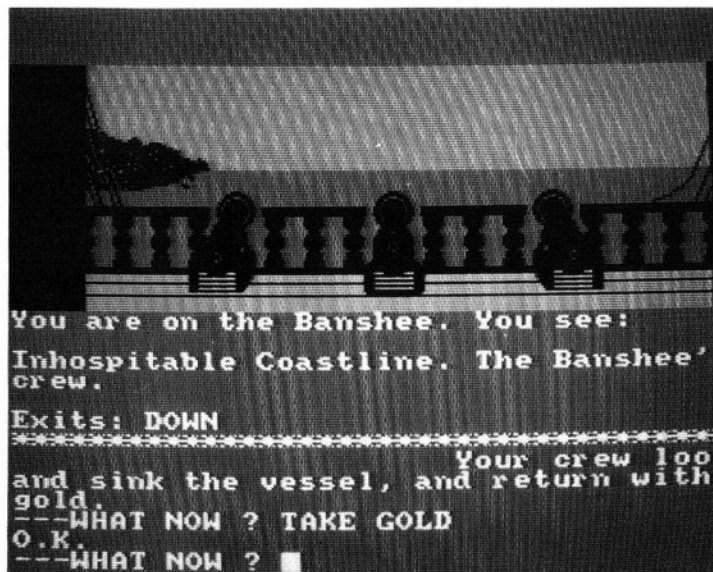 You are on the Banshee. You see:
Inhospitable Coastline. The Banshee'
crew.
Exits: DOWN
****************************************
Your crew loo
and sink the vessel, and return with
gold.
---WHAT NOW ? TAKE GOLD
O.K.
---WHAT NOW ?